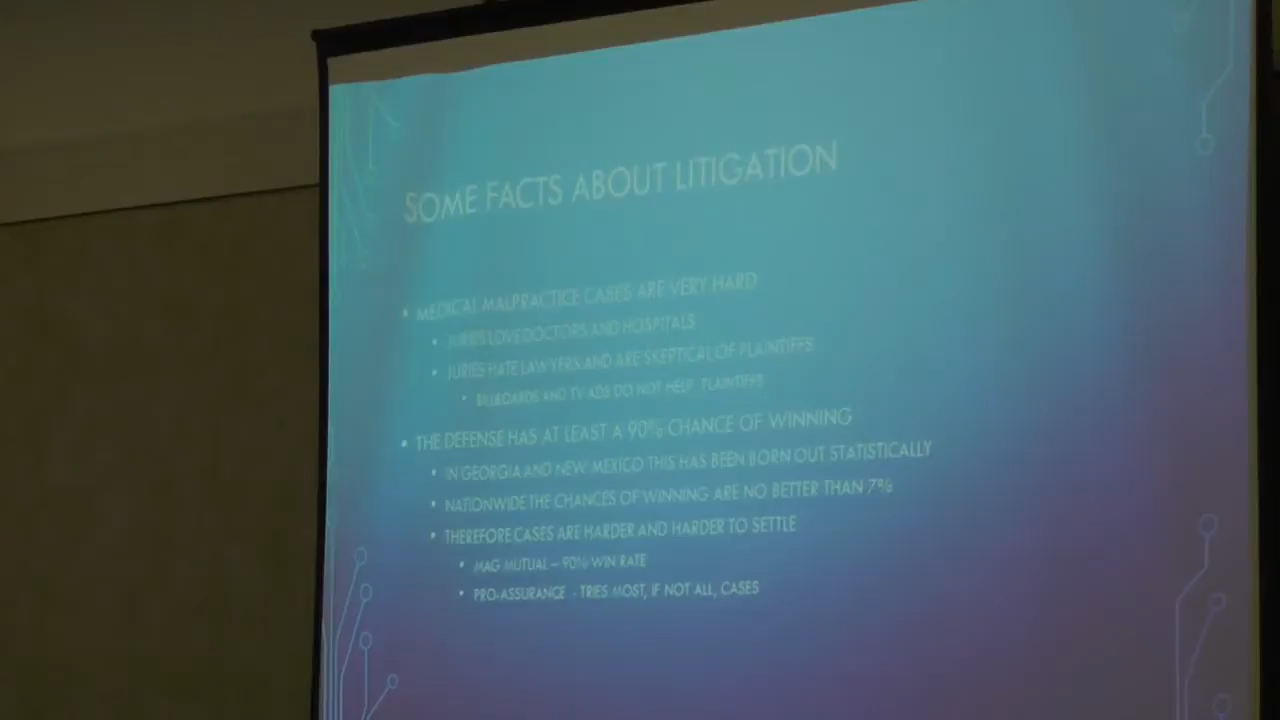 SOME FACTS ABOUT LITIGATION
• MEDICAL MALPRACTICE CASES ARE VERY HARD
• JURIES LOVE DOCTORS AND HOSPITALS
• JURIES HATE LAWYERS AND ARE SKEPTICAL OF PLAINTIFFS
• BILLBOARDS AND TV ADS DO NOT HELP PLAINTIFFS
• THE DEFENSE HAS AT LEAST A 90% CHANCE OF WINNING
• IN GEORGIA AND NEW MEXICO THIS HAS BEEN BORN OUT STATISTICALLY
• NATIONWIDE THE CHANCES OF WINNING ARE NO BETTER THAN 7%
• THEREFORE CASES ARE HARDER AND HARDER TO SETTLE
• MAG MUTUAL – 90% WIN RATE
• PRO-ASSURANCE - TRIES MOST, IF NOT ALL, CASES